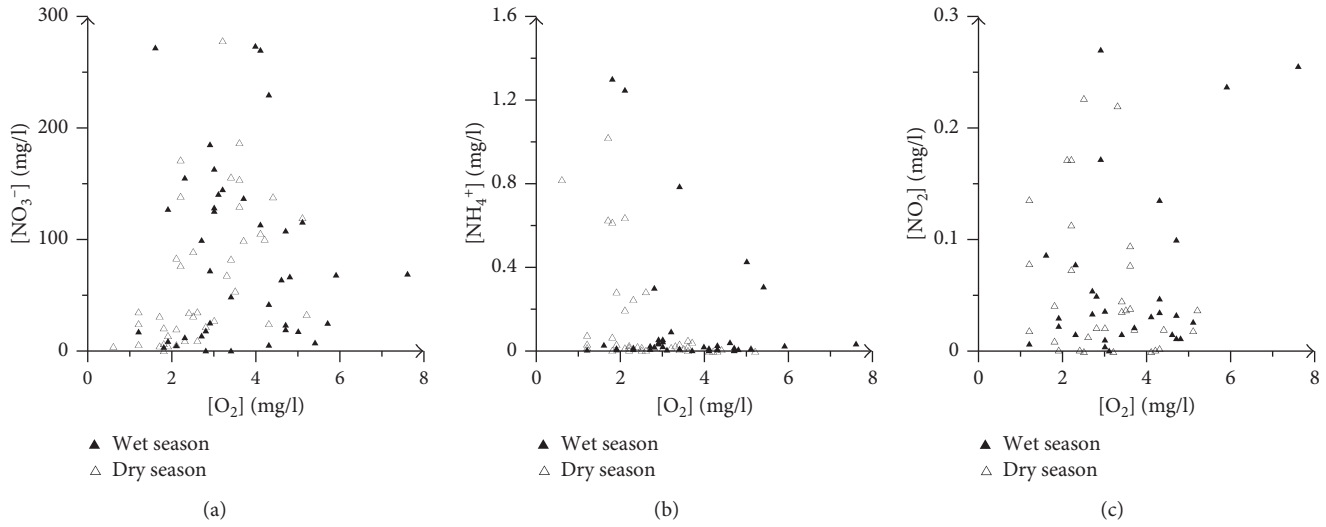 300
200
100
0
[NO₃⁻] (mg/l)
0 2 4 6 8
[O₂] (mg/l)
▲ Wet season
△ Dry season
(a)
1.6
1.2
0.8
0.4
0
[NH₄⁺] (mg/l)
0 2 4 6 8
[O₂] (mg/l)
▲ Wet season
△ Dry season
(b)
0.3
0.2
0.1
0
[NO₂] (mg/l)
0 2 4 6 8
[O₂] (mg/l)
▲ Wet season
△ Dry season
(c)